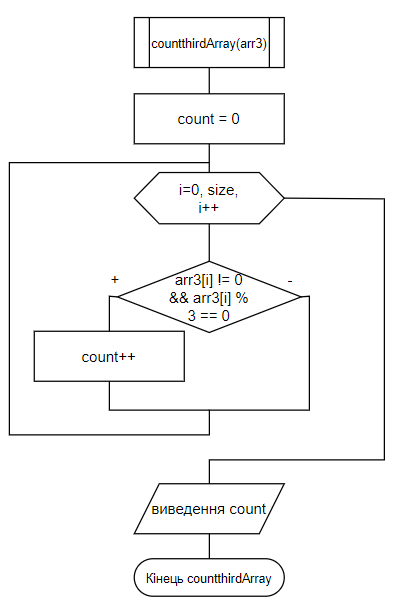 countthirdArray(arr3)
count = 0
i=0, size,
i++
+
-
arr3[i] != 0
&& arr3[i] %
3 == 0
count++
виведення count
Кінець countthirdArray